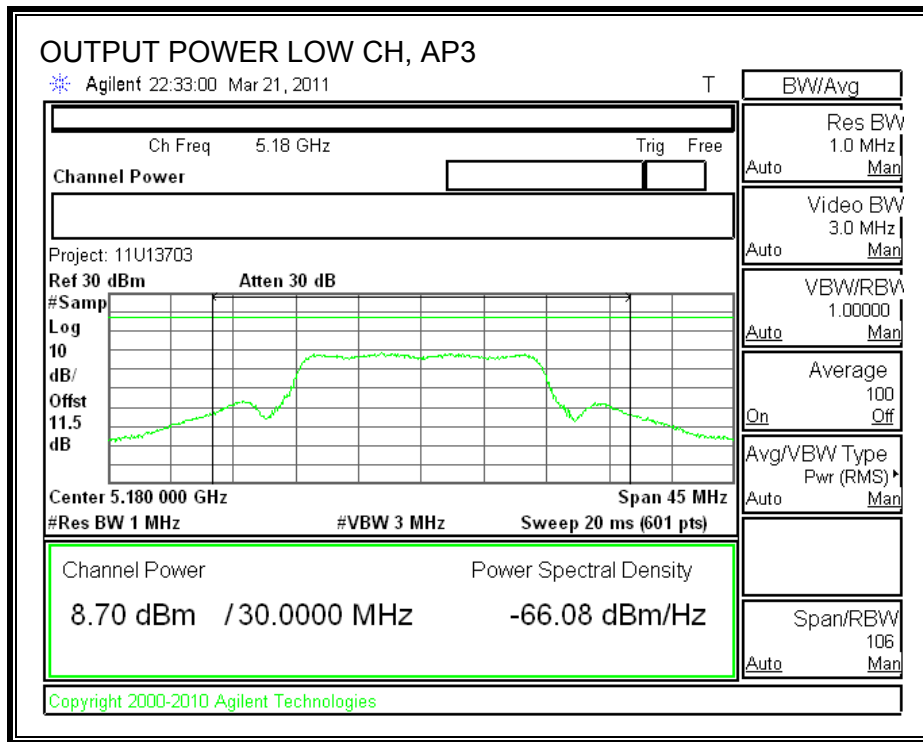 OUTPUT POWER LOW CH, AP3
Agilent 22:33:00 Mar 21, 2011 T
Ch Freq 5.18 GHz Trig Free
Channel Power
Project: 11U13703
Ref 30 dBm Atten 30 dB
#Samp
Log
10
dB/
Offst
11.5
dB
Center 5.180 000 GHz Span 45 MHz
#Res BW 1 MHz #VBW 3 MHz Sweep 20 ms (601 pts)
Channel Power Power Spectral Density
8.70 dBm / 30.0000 MHz -66.08 dBm/Hz
Copyright 2000-2010 Agilent Technologies
BW/Avg
Res BW
1.0 MHz
Auto Man
Video BW
3.0 MHz
Auto Man
VBW/RBW
1.00000
Auto Man
Average
100
On Off
Avg/VBW Type
Pwr (RMS)
Auto Man
Span/RBW
106
Auto Man